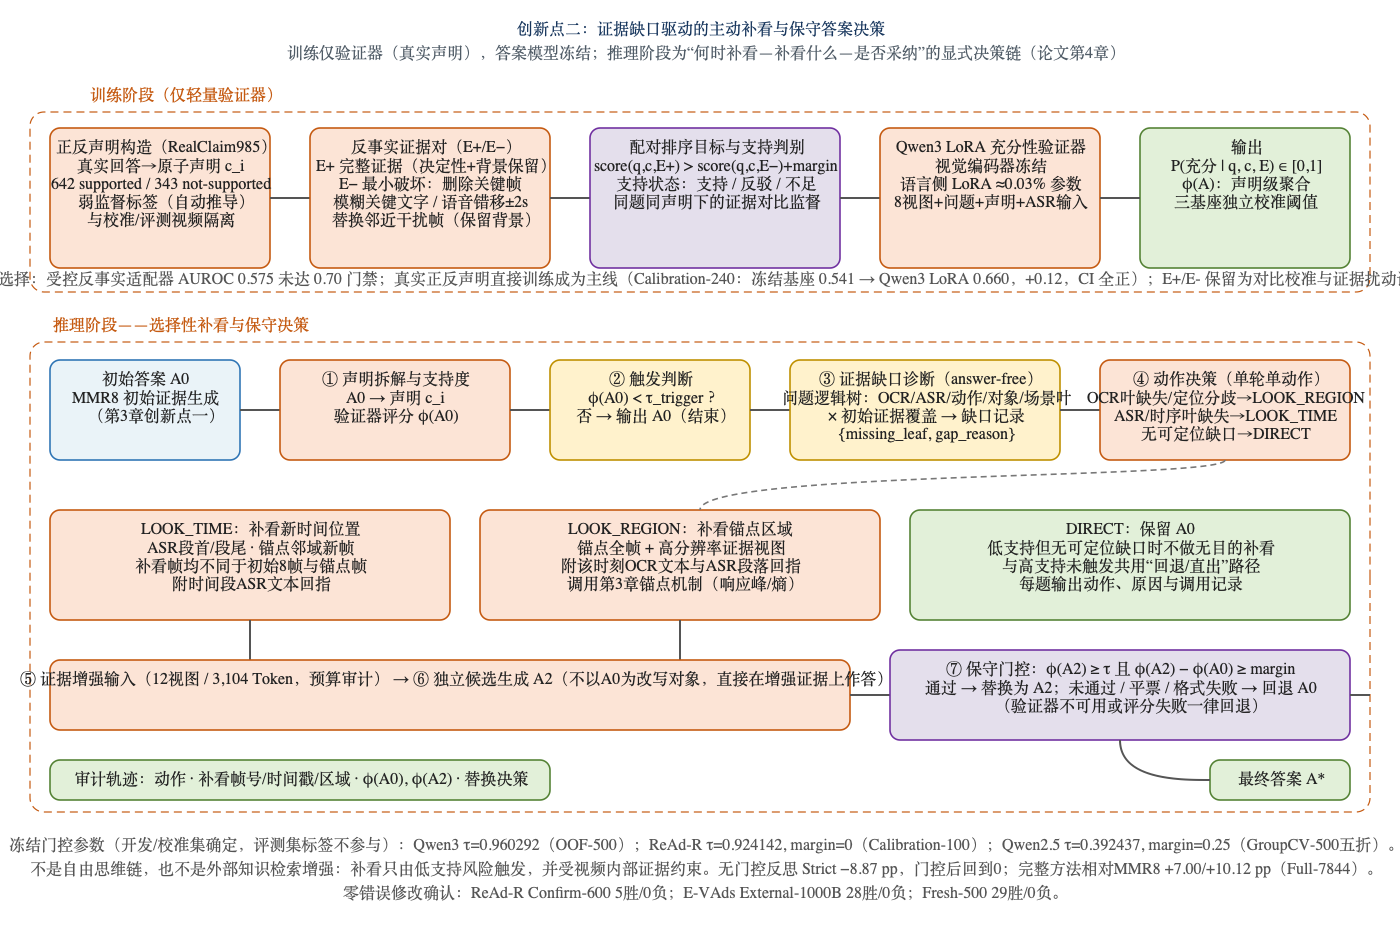 创新点二：证据缺口驱动的主动补看与保守答案决策
训练仅验证器（真实声明），答案模型冻结；推理阶段为“何时补看—补看什么—是否采纳”的显式决策链（论文第4章）
训练阶段（仅轻量验证器）
正反声明构造（RealClaim985）
真实回答→原子声明 c_i
642 supported / 343 not-supported
弱监督标签（自动推导）
与校准/评测视频隔离
反事实证据对（E+/E−）
E+ 完整证据（决定性+背景保留）
E− 最小破坏：删除关键帧
模糊关键文字 / 语音错移±2s
替换邻近干扰帧（保留背景）
配对排序目标与支持判别
score(q,c,E+) > score(q,c,E−)+margin
支持状态：支持 / 反驳 / 不足
同题同声明下的证据对比监督
Qwen3 LoRA 充分性验证器
视觉编码器冻结
语言侧 LoRA ≈0.03% 参数
8视图+问题+声明+ASR输入
输出
P(充分 | q, c, E) ∈ [0,1]
ϕ(A)：声明级聚合
三基座独立校准阈值
选择：受控反事实适配器 AUROC 0.575 未达 0.70 门禁；真实正反声明直接训练成为主线（Calibration-240：冻结基座 0.541 → Qwen3 LoRA 0.660，+0.12，CI 全正）；E+/E- 保留为对比校准与证据扰动
推理阶段——选择性补看与保守决策
初始答案 A0
MMR8 初始证据生成
（第3章创新点一）
① 声明拆解与支持度
A0 → 声明 c_i
验证器评分 ϕ(A0)
② 触发判断
ϕ(A0) < τ_trigger ?
否 → 输出 A0（结束）
③ 证据缺口诊断（answer-free）
问题逻辑树：OCR/ASR/动作/对象/场景叶
× 初始证据覆盖 → 缺口记录
{missing_leaf, gap_reason}
④ 动作决策（单轮单动作）
OCR叶缺失/定位分歧→LOOK_REGION
ASR/时序叶缺失→LOOK_TIME
无可定位缺口→DIRECT
LOOK_TIME：补看新时间位置
ASR段首/段尾 · 锚点邻域新帧
补看帧均不同于初始8帧与锚点帧
附时间段ASR文本回指
LOOK_REGION：补看锚点区域
锚点全帧 + 高分辨率证据视图
附该时刻OCR文本与ASR段落回指
调用第3章锚点机制（响应峰/熵）
DIRECT：保留 A0
低支持但无可定位缺口时不做无目的补看
与高支持未触发共用“回退/直出”路径
每题输出动作、原因与调用记录
⑤ 证据增强输入（12视图 / 3,104 Token，预算审计） → ⑥ 独立候选生成 A2（不以A0为改写对象，直接在增强证据上作答）
⑦ 保守门控：ϕ(A2) ≥ τ 且 ϕ(A2) − ϕ(A0) ≥ margin
通过 → 替换为 A2；未通过 / 平票 / 格式失败 → 回退 A0
（验证器不可用或评分失败一律回退）
审计轨迹：动作 · 补看帧号/时间戳/区域 · ϕ(A0), ϕ(A2) · 替换决策
最终答案 A*
冻结门控参数（开发/校准集确定，评测集标签不参与）：Qwen3 τ=0.960292（OOF-500）；ReAd-R τ=0.924142, margin=0（Calibration-100）；Qwen2.5 τ=0.392437, margin=0.25（GroupCV-500五折）。
不是自由思维链，也不是外部知识检索增强：补看只由低支持风险触发，并受视频内部证据约束。无门控反思 Strict −8.87 pp，门控后回到0；完整方法相对MMR8 +7.00/+10.12 pp（Full-7844）。
零错误修改确认：ReAd-R Confirm-600 5胜/0负；E-VAds External-1000B 28胜/0负；Fresh-500 29胜/0负。